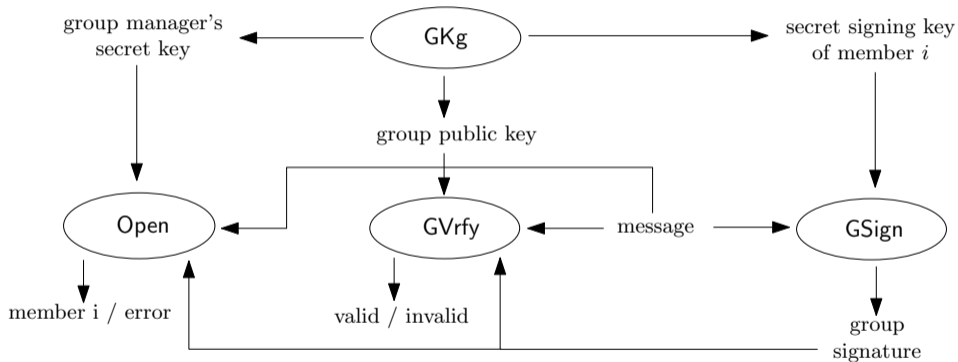 group manager's
secret key
GKg
secret signing key
of member i
group public key
Open
GVrfy
message
GSign
member i / error
valid / invalid
group
signature